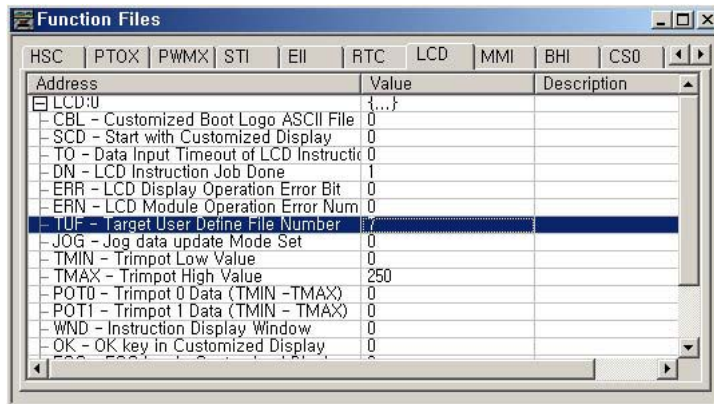 Function Files
HSC PTOX PWMX STI EII RTC LCD MMI BHI CS0
Address Value Description
LCD:0 {...}
CBL - Customized Boot Logo ASCII File 0
SCD - Start with Customized Display 0
TO - Data Input Timeout of LCD Instructic 0
DN - LCD Instruction Job Done 1
ERR - LCD Display Operation Error Bit 0
ERN - LCD Module Operation Error Num 0
TUF - Target User Define File Number 7
JOG - Jog data update Mode Set 0
TMIN - Trimpot Low Value 0
TMAX - Trimpot High Value 250
POT0 - Trimpot 0 Data (TMIN -TMAX) 0
POT1 - Trimpot 1 Data (TMIN - TMAX) 0
WND - Instruction Display Window 0
OK - OK key in Customized Display 0